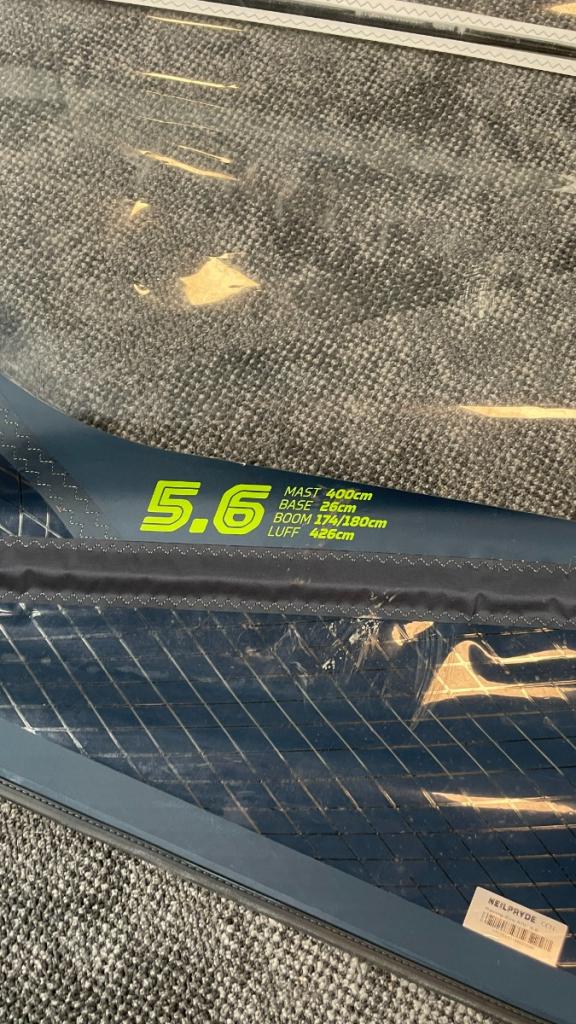 5.6
MAST 400cm
BASE 26cm
BOOM 174/180cm
LUFF 426cm
NEILPRYDE